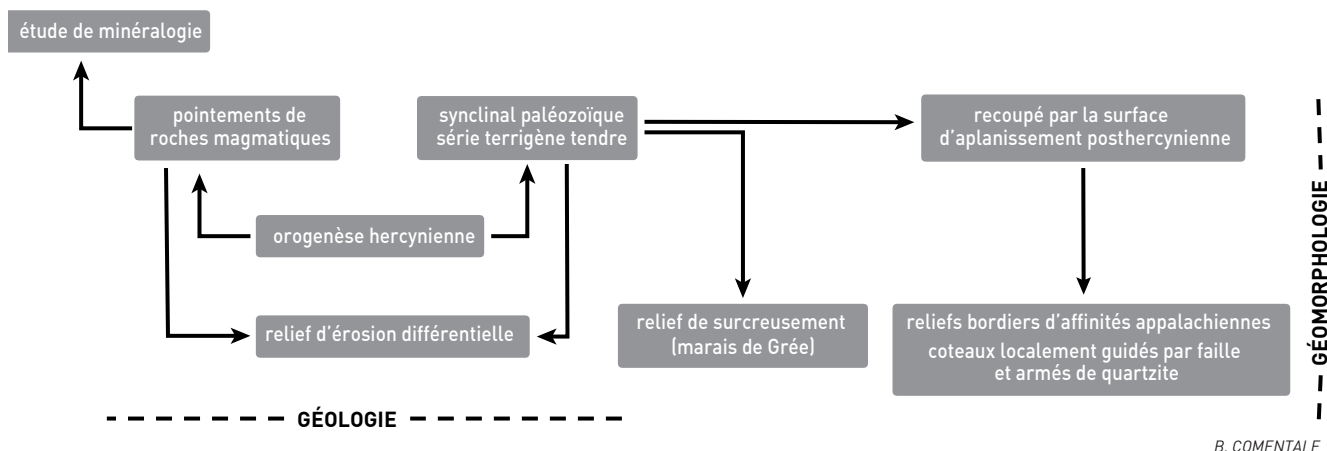 étude de minéralogie
pointements de
roches magmatiques
synclinal paléozoïque
série terrigène tendre
recoupé par la surface
d'aplanissement posthercynienne
orogenèse hercynienne
relief d'érosion différentielle
relief de surcreusement
(marais de Grée)
reliefs bordiers d'affinités appalachiennes
coteaux localement guidés par faille
et armés de quartzite
GÉOLOGIE
GÉOMORPHOLOGIE
B. COMENTALE